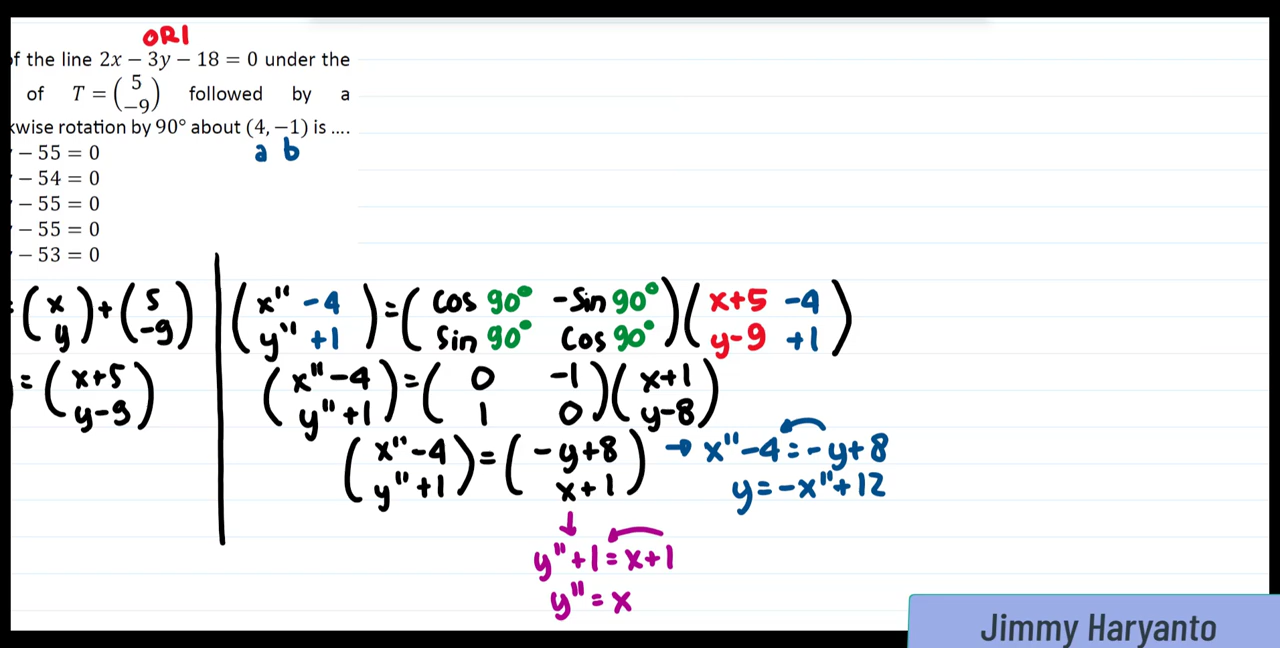 ORI
f the line 2x − 3y − 18 = 0 under the
of T = (5 −9) followed by a
kwise rotation by 90° about (4, −1) is ....
a b
− 55 = 0
− 54 = 0
− 55 = 0
− 55 = 0
− 53 = 0
= (x y) + (5 −9)
) = (x+5 y−9)
(x" −4 y" +1) = (cos 90° −Sin 90° Sin 90° Cos 90°)(x+5 −4 y−9 +1)
(x"−4 y"+1) = (0 −1 1 0)(x+1 y−8)
(x"−4 y"+1) = (−y+8 x+1) → x"−4 = −y+8
y = −x"+12
↓
y"+1 = x+1
y" = x
Jimmy Haryanto